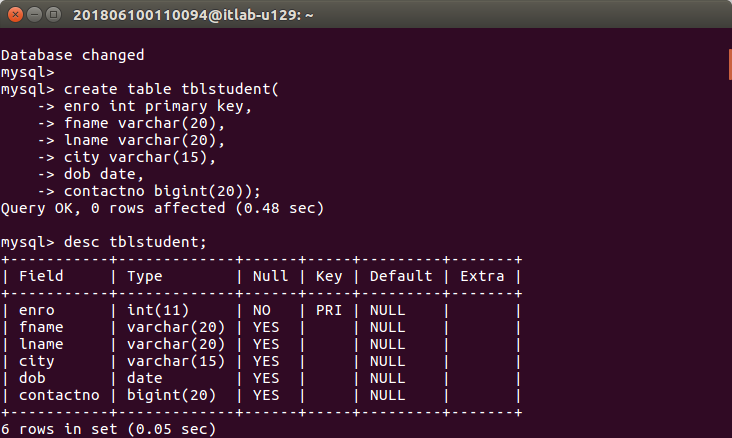 201806100110094@itlab-u129: ~
Database changed
mysql>
mysql> create table tblstudent(
    -> enro int primary key,
    -> fname varchar(20),
    -> lname varchar(20),
    -> city varchar(15),
    -> dob date,
    -> contactno bigint(20));
Query OK, 0 rows affected (0.48 sec)

mysql> desc tblstudent;
+-----------+-------------+------+-----+---------+-------+
| Field     | Type        | Null | Key | Default | Extra |
+-----------+-------------+------+-----+---------+-------+
| enro      | int(11)     | NO   | PRI | NULL    |       |
| fname     | varchar(20) | YES  |     | NULL    |       |
| lname     | varchar(20) | YES  |     | NULL    |       |
| city      | varchar(15) | YES  |     | NULL    |       |
| dob       | date        | YES  |     | NULL    |       |
| contactno | bigint(20)  | YES  |     | NULL    |       |
+-----------+-------------+------+-----+---------+-------+
6 rows in set (0.05 sec)